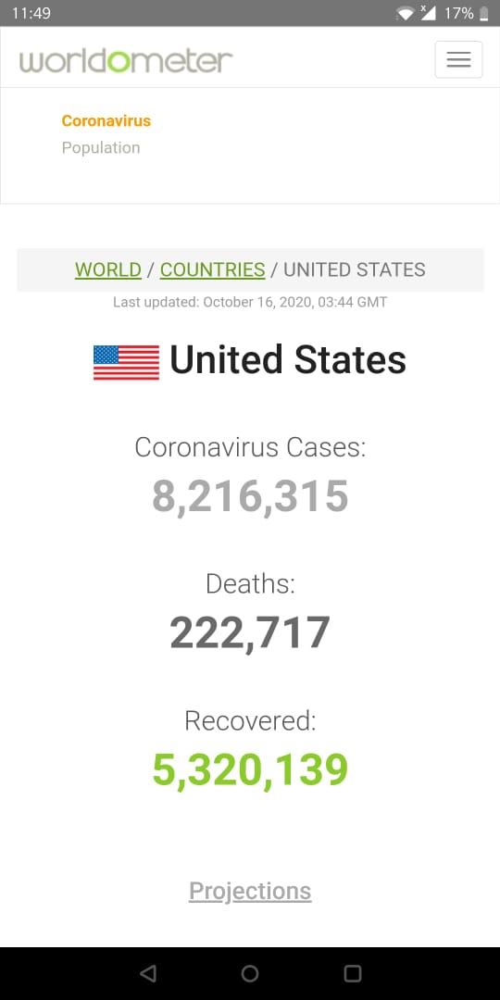 11:49
x
17%
worldometer
Coronavirus
Population
WORLD / COUNTRIES / UNITED STATES
Last updated: October 16, 2020, 03:44 GMT
United States
Coronavirus Cases:
8,216,315
Deaths:
222,717
Recovered:
5,320,139
Projections